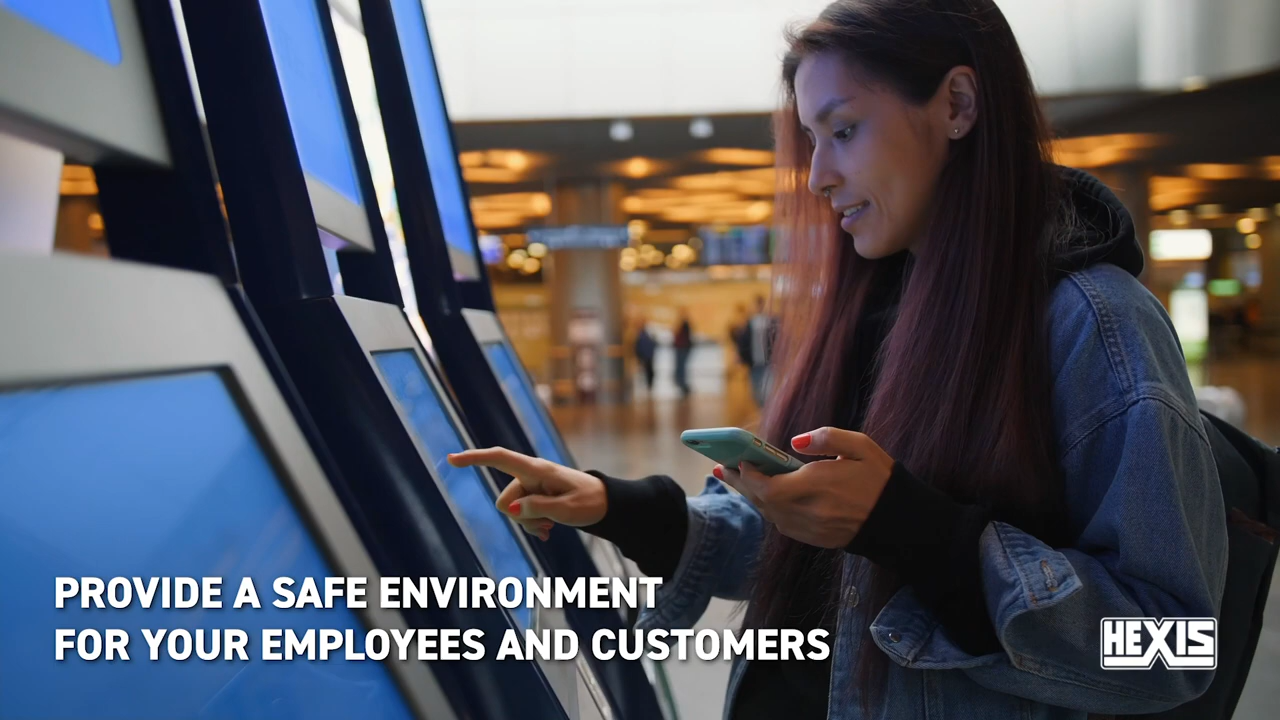 PROVIDE A SAFE ENVIRONMENT
FOR YOUR EMPLOYEES AND CUSTOMERS
HEXIS